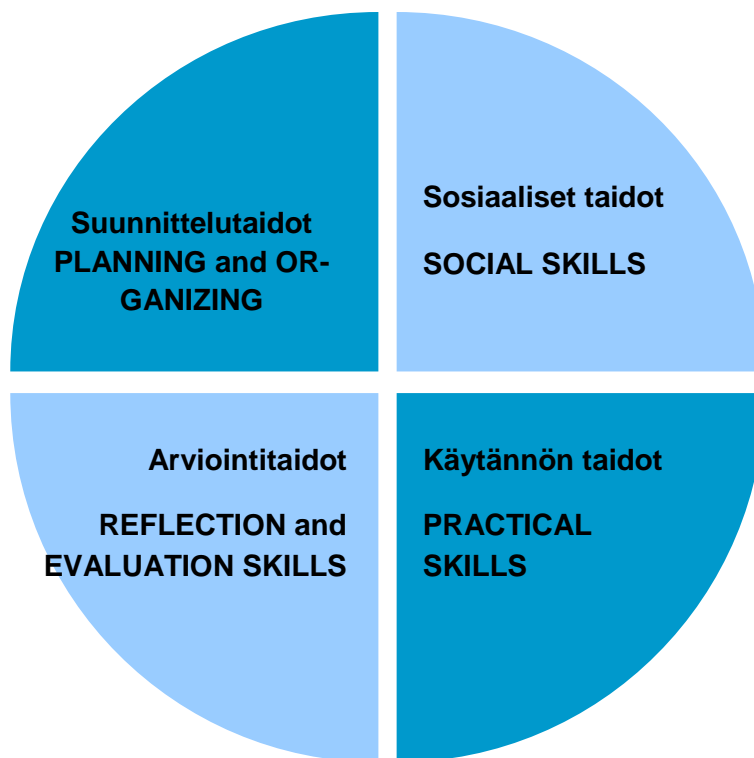 Suunnittelutaidot
PLANNING and OR-
GANIZING
Sosiaaliset taidot
SOCIAL SKILLS
Arviointitaidot
REFLECTION and
EVALUATION SKILLS
Käytännön taidot
PRACTICAL
SKILLS